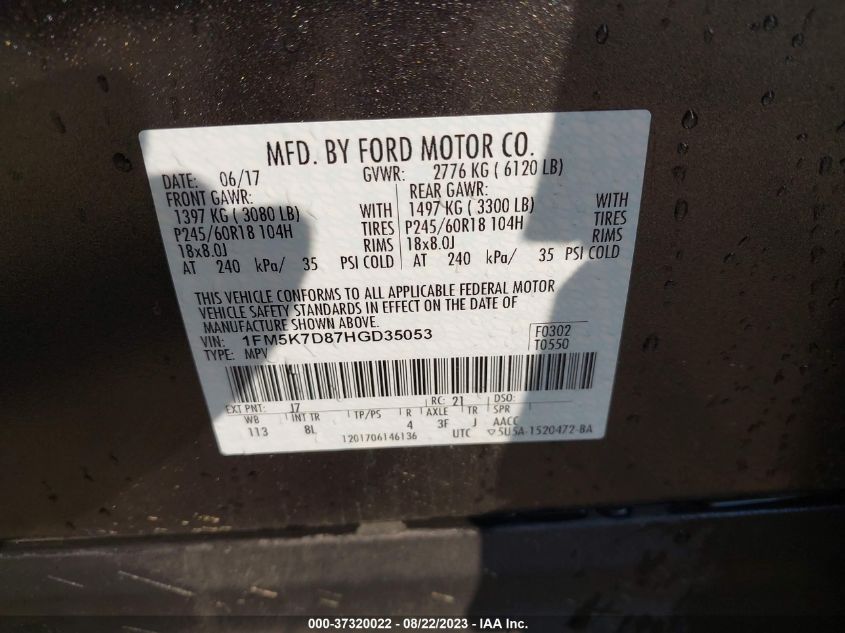 MFD. BY FORD MOTOR CO.
DATE: 06/17 GVWR: 2776 KG ( 6120 LB)
FRONT GAWR: REAR GAWR:
1397 KG ( 3080 LB) WITH 1497 KG ( 3300 LB) WITH
P245/60R18 104H TIRES P245/60R18 104H TIRES
18x8.0J RIMS 18x8.0J RIMS
AT 240 kPa/ 35 PSI COLD AT 240 kPa/ 35 PSI COLD
THIS VEHICLE CONFORMS TO ALL APPLICABLE FEDERAL MOTOR
VEHICLE SAFETY STANDARDS IN EFFECT ON THE DATE OF
MANUFACTURE SHOWN ABOVE.
VIN: 1FM5K7D87HGD35053 F0302
TYPE: MPV T0550
EXT PNT: J7 RC: 21 DSO:
WB INT TR TP/PS R AXLE TR SPR
113 8L 4 3F J AACC
1201706146136 UTC ▽5U5A-1520472-BA
000-37320022 - 08/22/2023 - IAA Inc.